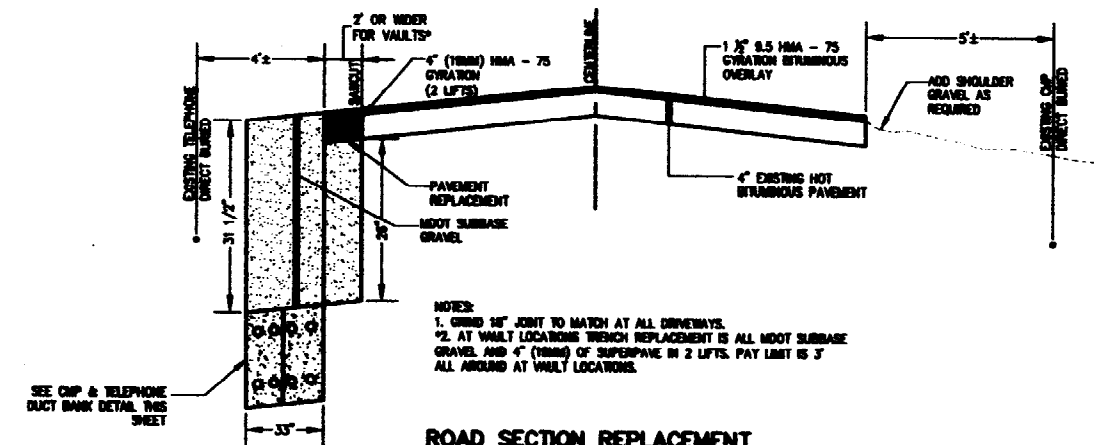 2' OR WIDER
FOR VAULTS*
4'±
SAWCUT
4" (19MM) HMA - 75
GYRATION
(2 LIFTS)
CENTERLINE
1 ½" 9.5 HMA - 75
GYRATION BITUMINOUS
OVERLAY
5'±
ADD SHOULDER
GRAVEL AS
REQUIRED
EXISTING TELEPHONE
DIRECT BURIED
EXISTING CMP
DIRECT BURIED
PAVEMENT
REPLACEMENT
4" EXISTING HOT
BITUMINOUS PAVEMENT
MDOT SUBBASE
GRAVEL
31 1/2"
26"
NOTES:
1. GRIND 18" JOINT TO MATCH AT ALL DRIVEWAYS.
*2. AT VAULT LOCATIONS TRENCH REPLACEMENT IS ALL MDOT SUBBASE
GRAVEL AND 4" (19MM) OF SUPERPAVE IN 2 LIFTS. PAY LIMIT IS 3'
ALL AROUND AT VAULT LOCATIONS.
SEE CMP & TELEPHONE
DUCT BANK DETAIL THIS
SHEET
33"
ROAD SECTION REPLACEMENT